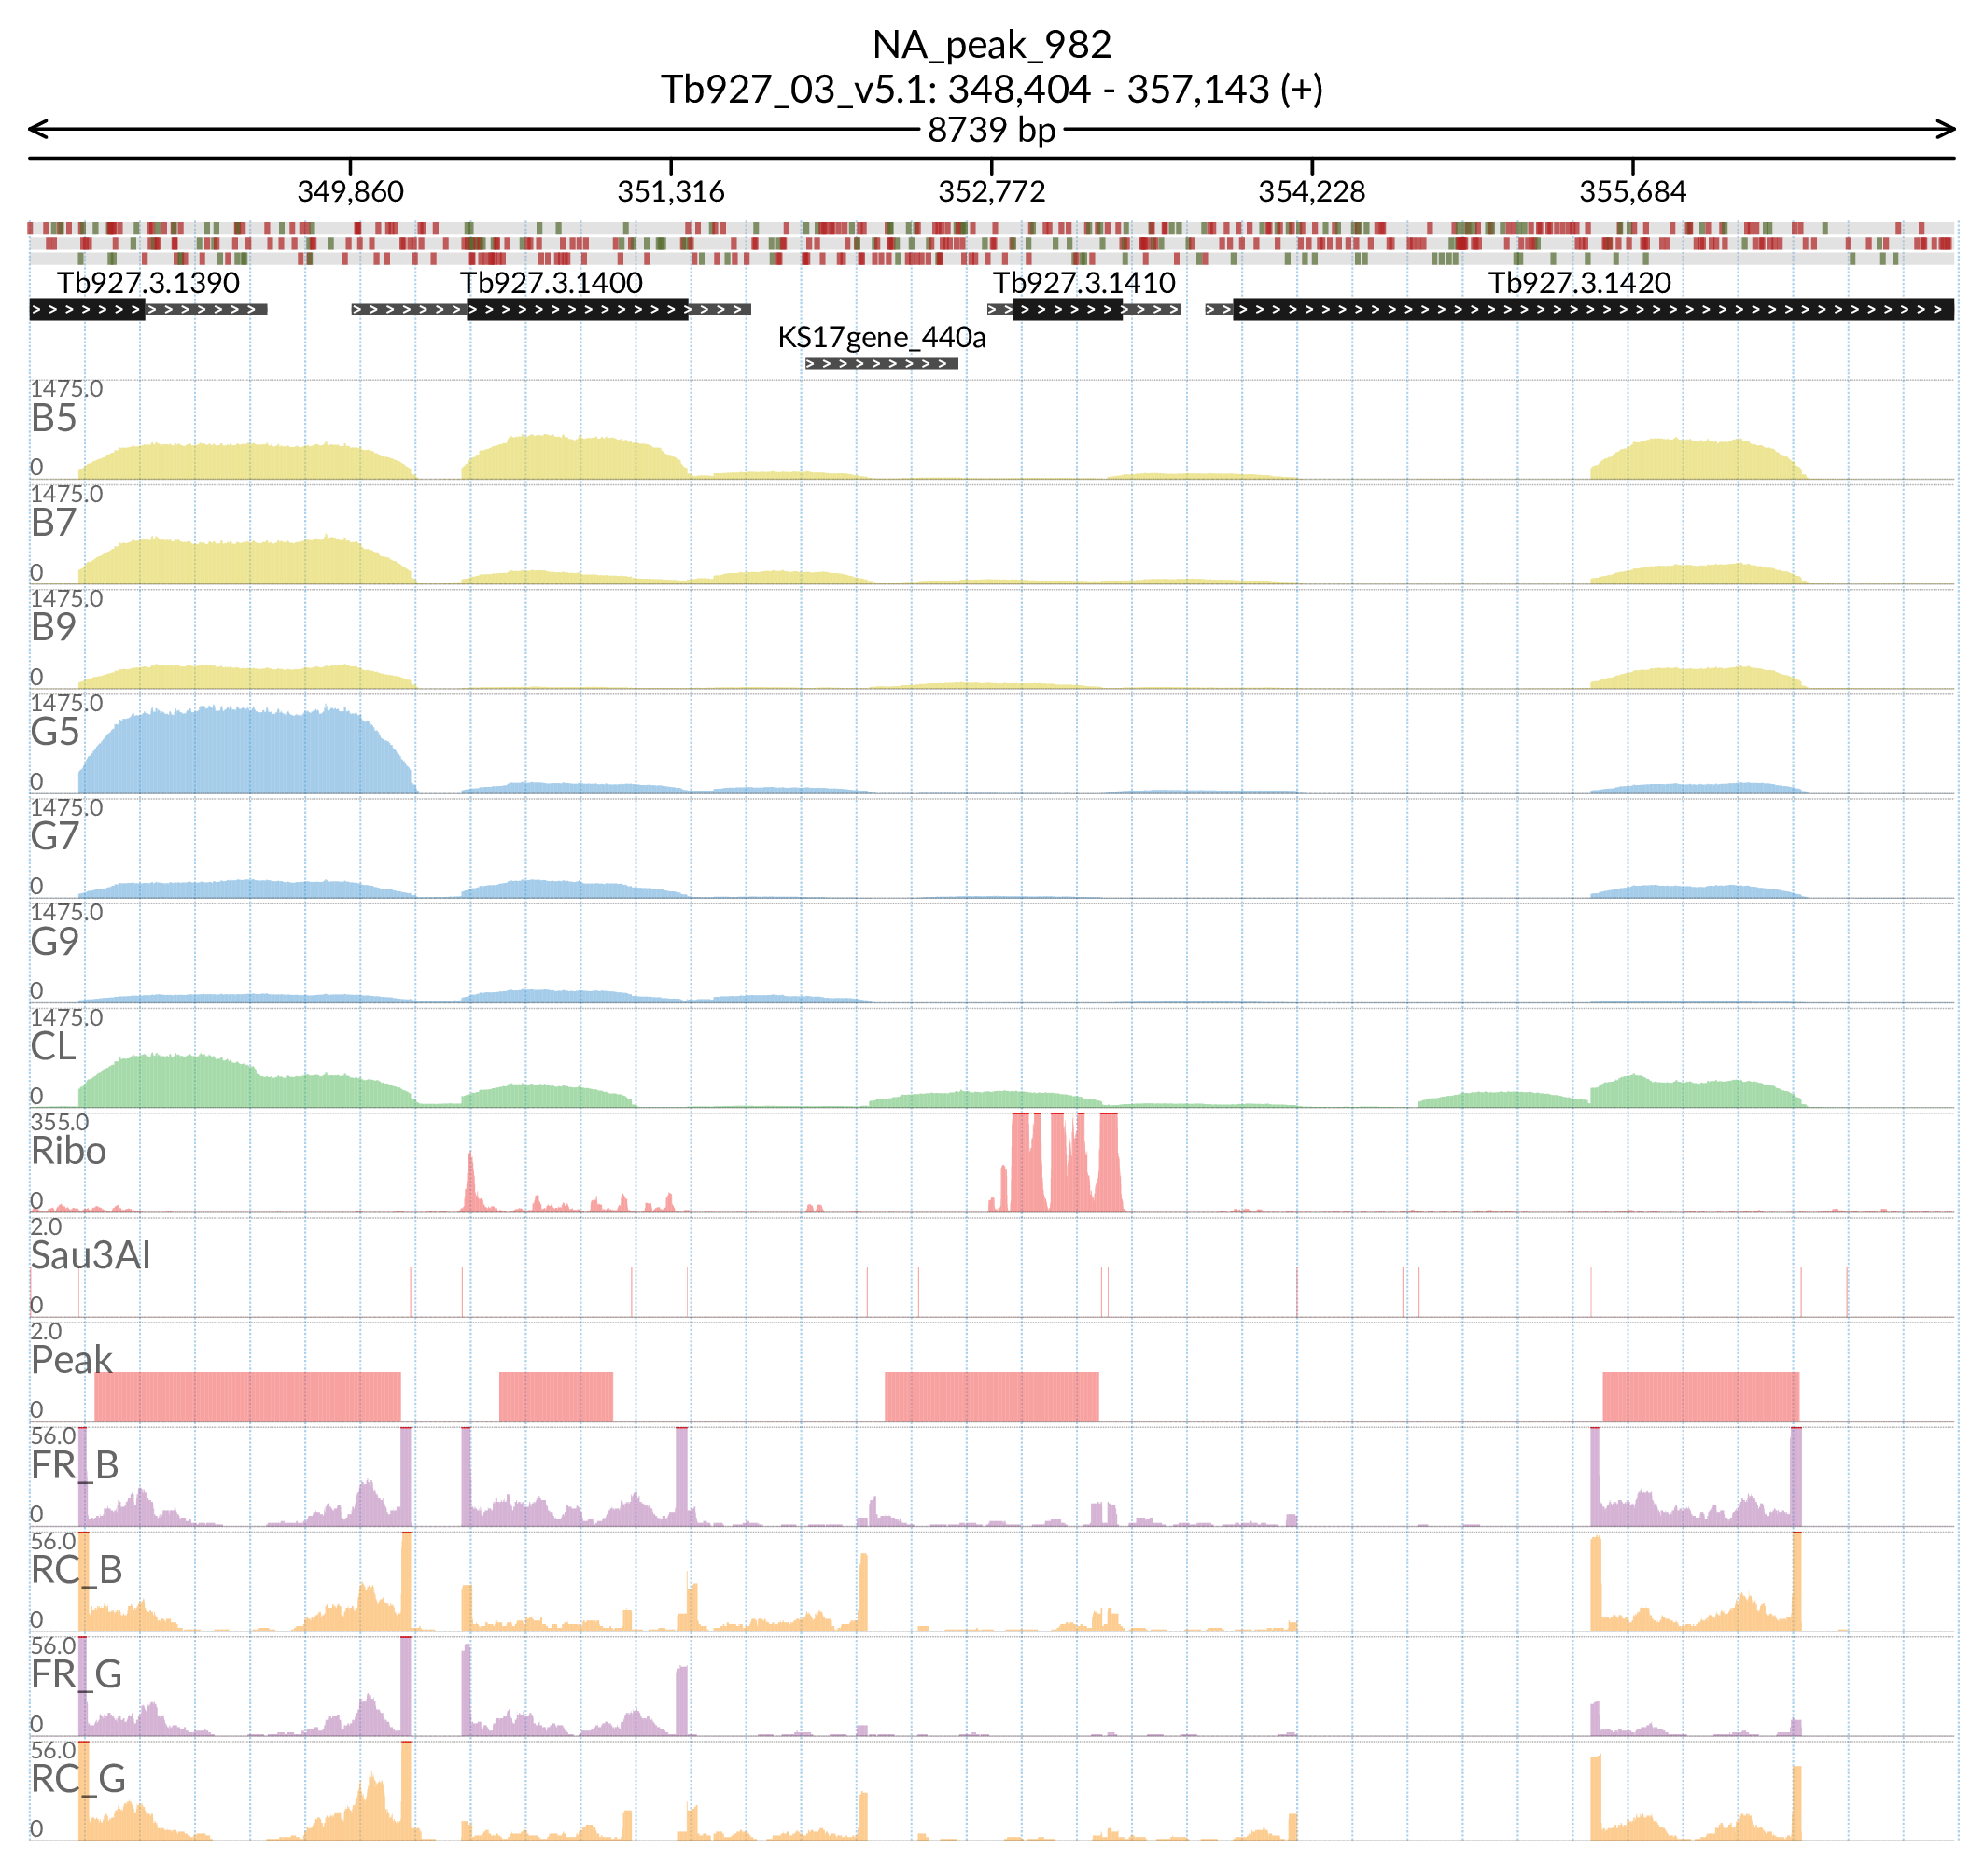 NA_peak_982
Tb927_03_v5.1: 348,404 - 357,143 (+)
8739 bp
349,860 351,316 352,772 354,228 355,684
Tb927.3.1390 Tb927.3.1400 Tb927.3.1410 Tb927.3.1420
KS17gene_440a
1475.0
B5
0
1475.0
B7
0
1475.0
B9
0
1475.0
G5
0
1475.0
G7
0
1475.0
G9
0
1475.0
CL
0
355.0
Ribo
0
2.0
Sau3AI
0
2.0
Peak
0
56.0
FR_B
0
56.0
RC_B
0
56.0
FR_G
0
56.0
RC_G
0